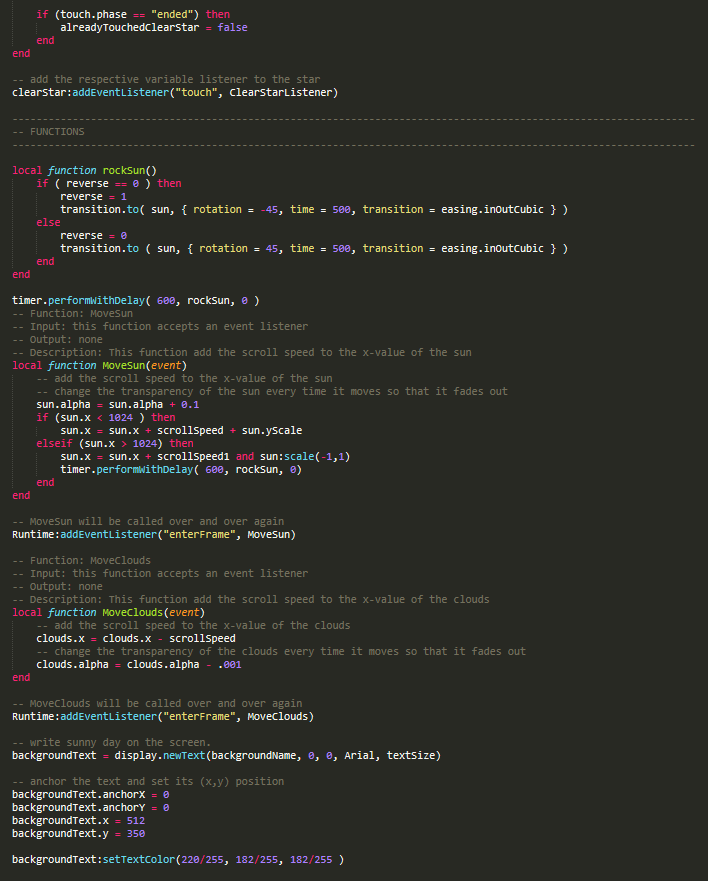 if (touch.phase == "ended") then
alreadyTouchedClearStar = false
end
end
-- add the respective variable listener to the star
clearStar:addEventListener("touch", ClearStarListener)
-----------------------------------------------------------------------------------------------------------------
-- FUNCTIONS
-----------------------------------------------------------------------------------------------------------------
local function rockSun()
if ( reverse == 0 ) then
reverse = 1
transition.to( sun, { rotation = -45, time = 500, transition = easing.inOutCubic } )
else
reverse = 0
transition.to ( sun, { rotation = 45, time = 500, transition = easing.inOutCubic } )
end
end
timer.performWithDelay( 600, rockSun, 0 )
-- Function: MoveSun
-- Input: this function accepts an event listener
-- Output: none
-- Description: This function add the scroll speed to the x-value of the sun
local function MoveSun(event)
-- add the scroll speed to the x-value of the sun
-- change the transparency of the sun every time it moves so that it fades out
sun.alpha = sun.alpha + 0.1
if (sun.x < 1024 ) then
sun.x = sun.x + scrollSpeed + sun.yScale
elseif (sun.x > 1024) then
sun.x = sun.x + scrollSpeed1 and sun:scale(-1,1)
timer.performWithDelay( 600, rockSun, 0)
end
end
-- MoveSun will be called over and over again
Runtime:addEventListener("enterFrame", MoveSun)
-- Function: MoveClouds
-- Input: this function accepts an event listener
-- Output: none
-- Description: This function add the scroll speed to the x-value of the clouds
local function MoveClouds(event)
-- add the scroll speed to the x-value of the clouds
clouds.x = clouds.x - scrollSpeed
-- change the transparency of the clouds every time it moves so that it fades out
clouds.alpha = clouds.alpha - .001
end
-- MoveClouds will be called over and over again
Runtime:addEventListener("enterFrame", MoveClouds)
-- write sunny day on the screen.
backgroundText = display.newText(backgroundName, 0, 0, Arial, textSize)
-- anchor the text and set its (x,y) position
backgroundText.anchorX = 0
backgroundText.anchorY = 0
backgroundText.x = 512
backgroundText.y = 350
backgroundText:setTextColor(220/255, 182/255, 182/255 )